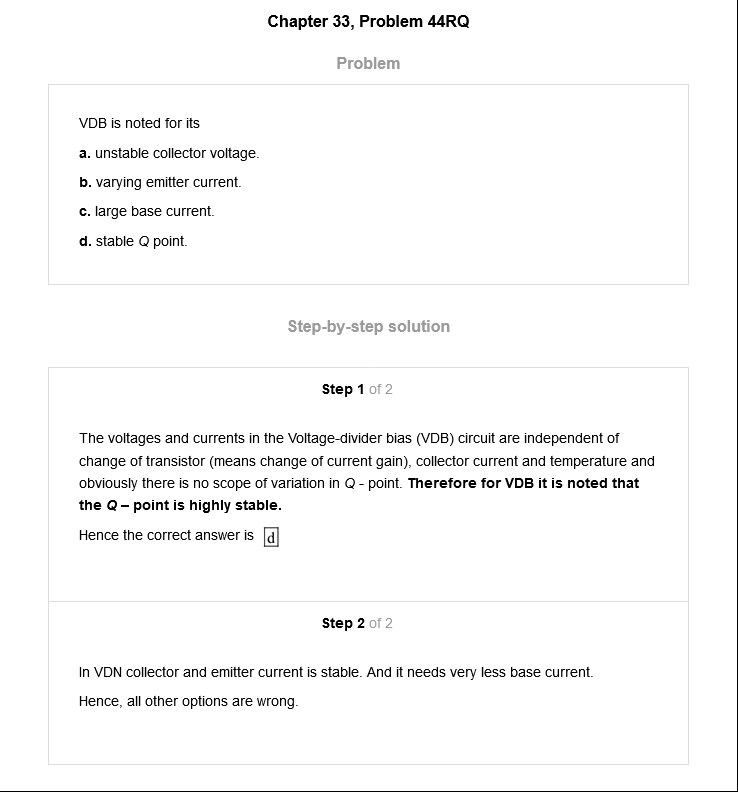 Chapter 33, Problem 44RQ
Problem
VDB is noted for its
a. unstable collector voltage.
b. varying emitter current.
c. large base current.
d. stable Q point.
Step-by-step solution
Step 1 of 2
The voltages and currents in the Voltage-divider bias (VDB) circuit are independent of
change of transistor (means change of current gain), collector current and temperature and
obviously there is no scope of variation in Q - point. Therefore for VDB it is noted that
the Q – point is highly stable.
Hence the correct answer is d
Step 2 of 2
In VDN collector and emitter current is stable. And it needs very less base current.
Hence, all other options are wrong.